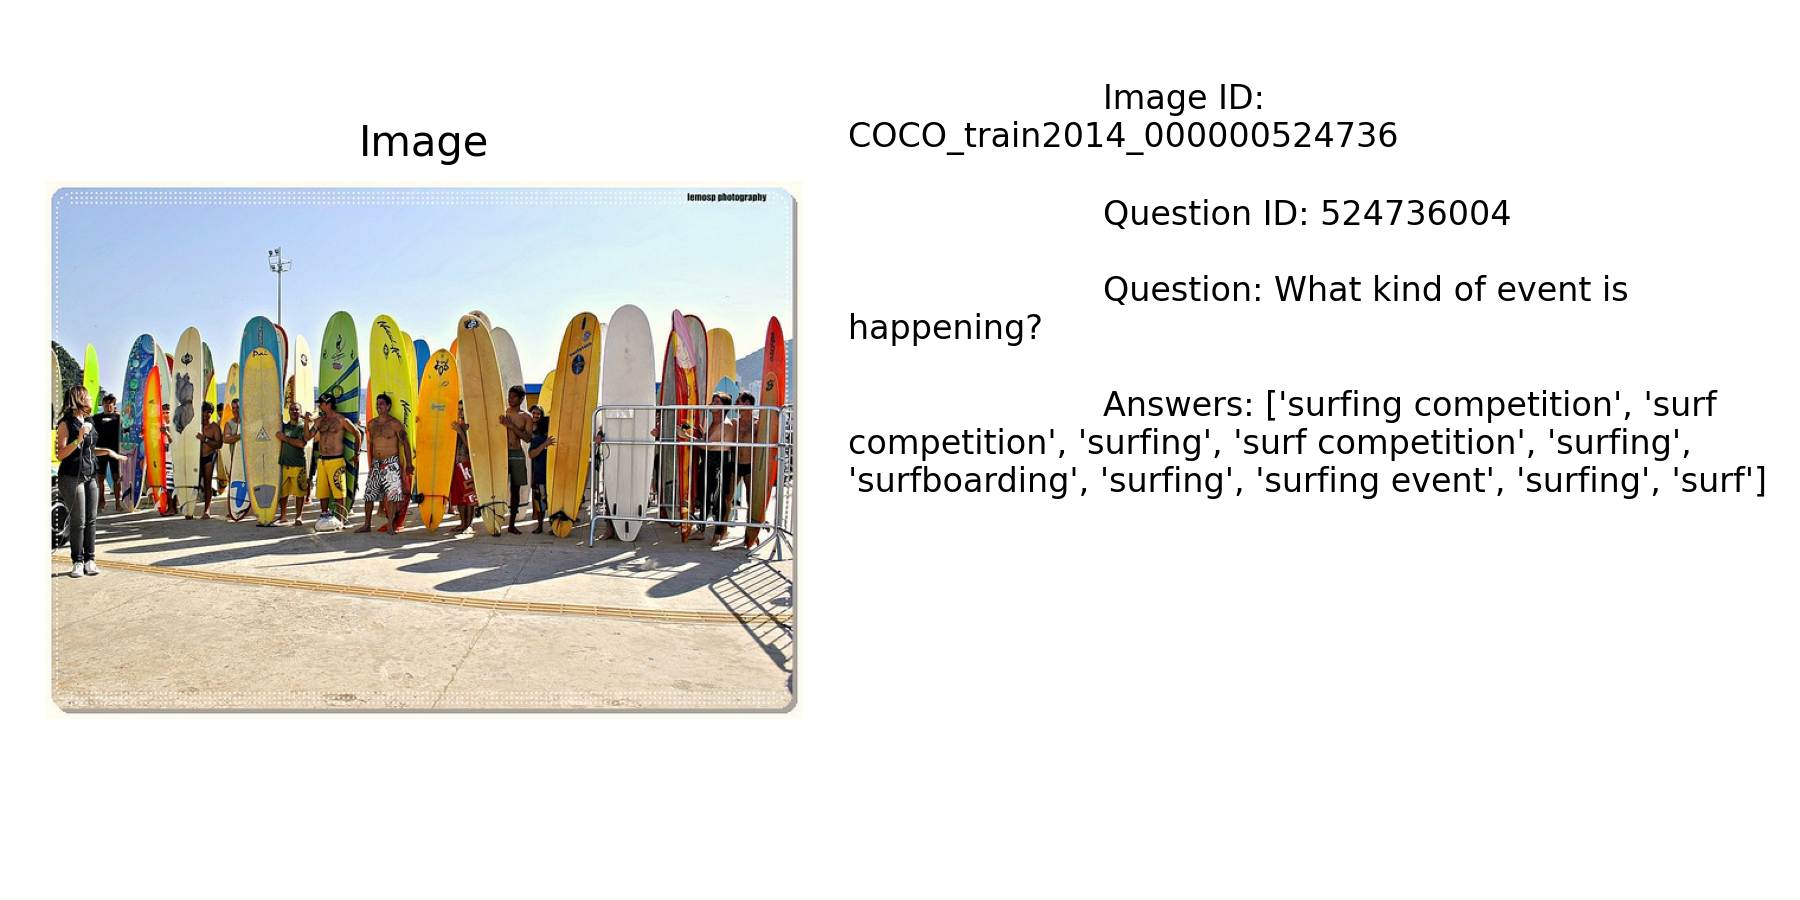 Image
lemosp photography
Image ID:
COCO_train2014_000000524736
Question ID: 524736004
Question: What kind of event is
happening?
Answers: ['surfing competition', 'surf
competition', 'surfing', 'surf competition', 'surfing',
'surfboarding', 'surfing', 'surfing event', 'surfing', 'surf']